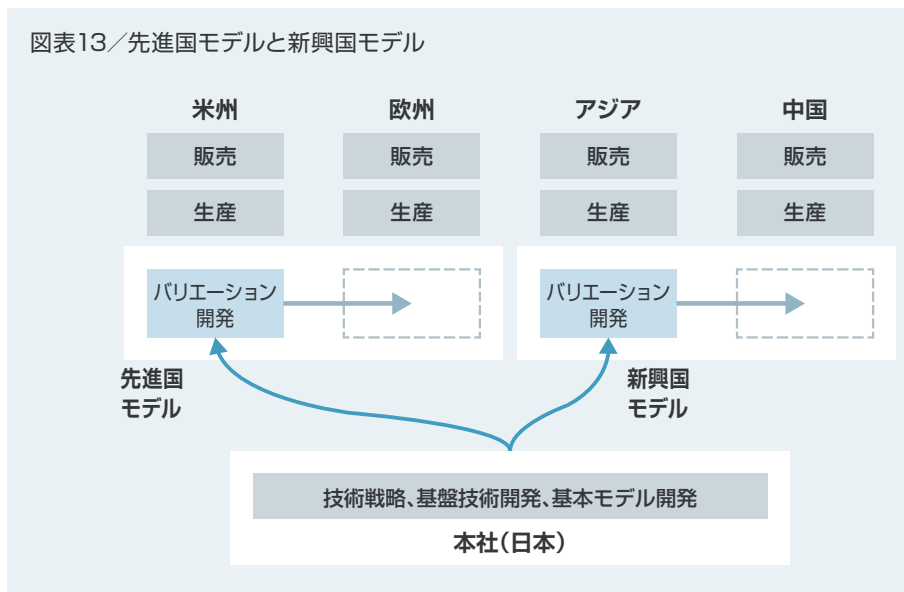 図表13／先進国モデルと新興国モデル
米州
欧州
アジア
中国
販売
販売
販売
販売
生産
生産
生産
生産
バリエーション
開発
バリエーション
開発
先進国
モデル
新興国
モデル
技術戦略、基盤技術開発、基本モデル開発
本社（日本）